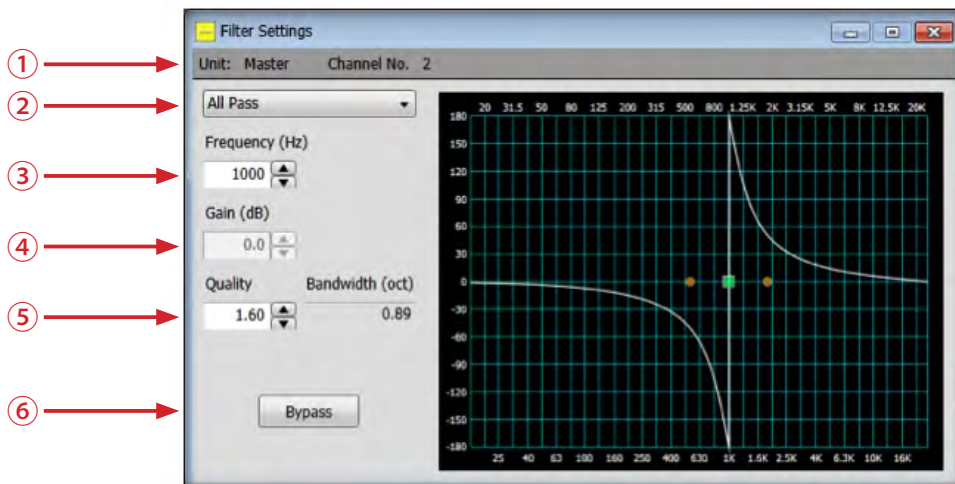 Filter Settings
① Unit: Master Channel No. 2
② All Pass
Frequency (Hz)
③ 1000
Gain (dB)
④ 0.0
Quality Bandwidth (oct)
⑤ 1.60 0.89
⑥ Bypass
20 31.5 50 80 125 200 315 500 800 1.25K 2K 3.15K 5K 8K 12.5K 20K
180
150
120
90
60
30
0
-30
-60
-90
-120
-150
-180
25 40 63 100 160 250 400 630 1K 1.6K 2.5K 4K 6.3K 10K 16K